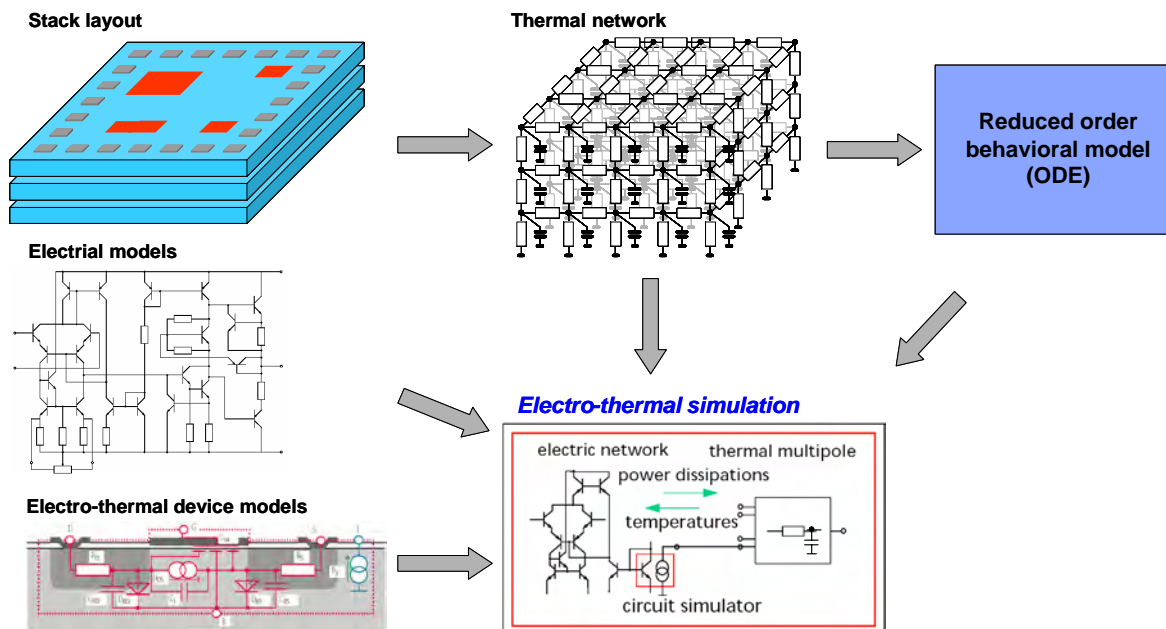 Stack layout
Thermal network
Reduced order
behavioral model
(ODE)
Electrial models
Electro-thermal simulation
electric network
thermal multipole
power dissipations
temperatures
circuit simulator
Electro-thermal device models
G
S
B